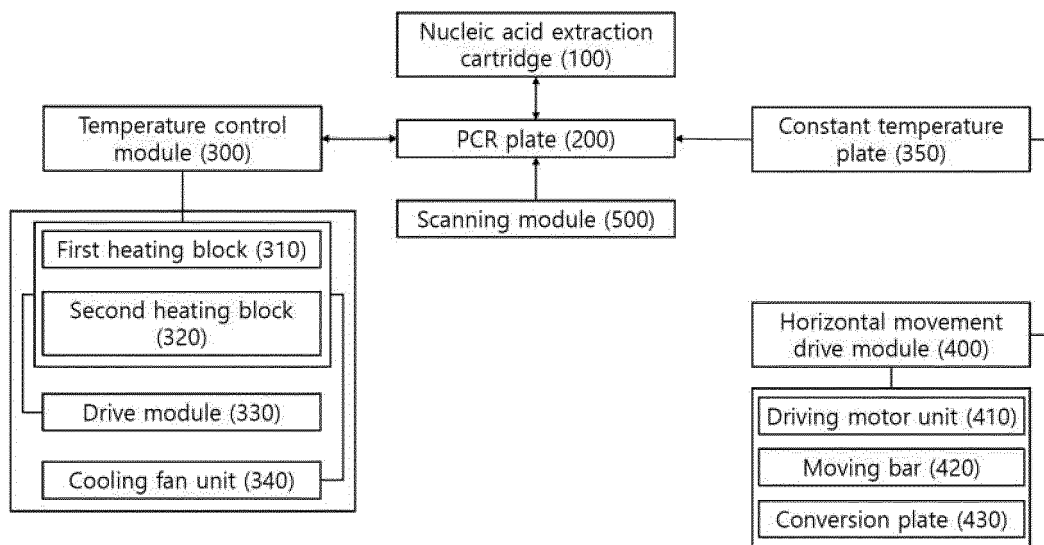 Nucleic acid extraction
cartridge (100)
Temperature control
module (300)
PCR plate (200)
Constant temperature
plate (350)
Scanning module (500)
First heating block (310)
Second heating block
(320)
Drive module (330)
Cooling fan unit (340)
Horizontal movement
drive module (400)
Driving motor unit (410)
Moving bar (420)
Conversion plate (430)